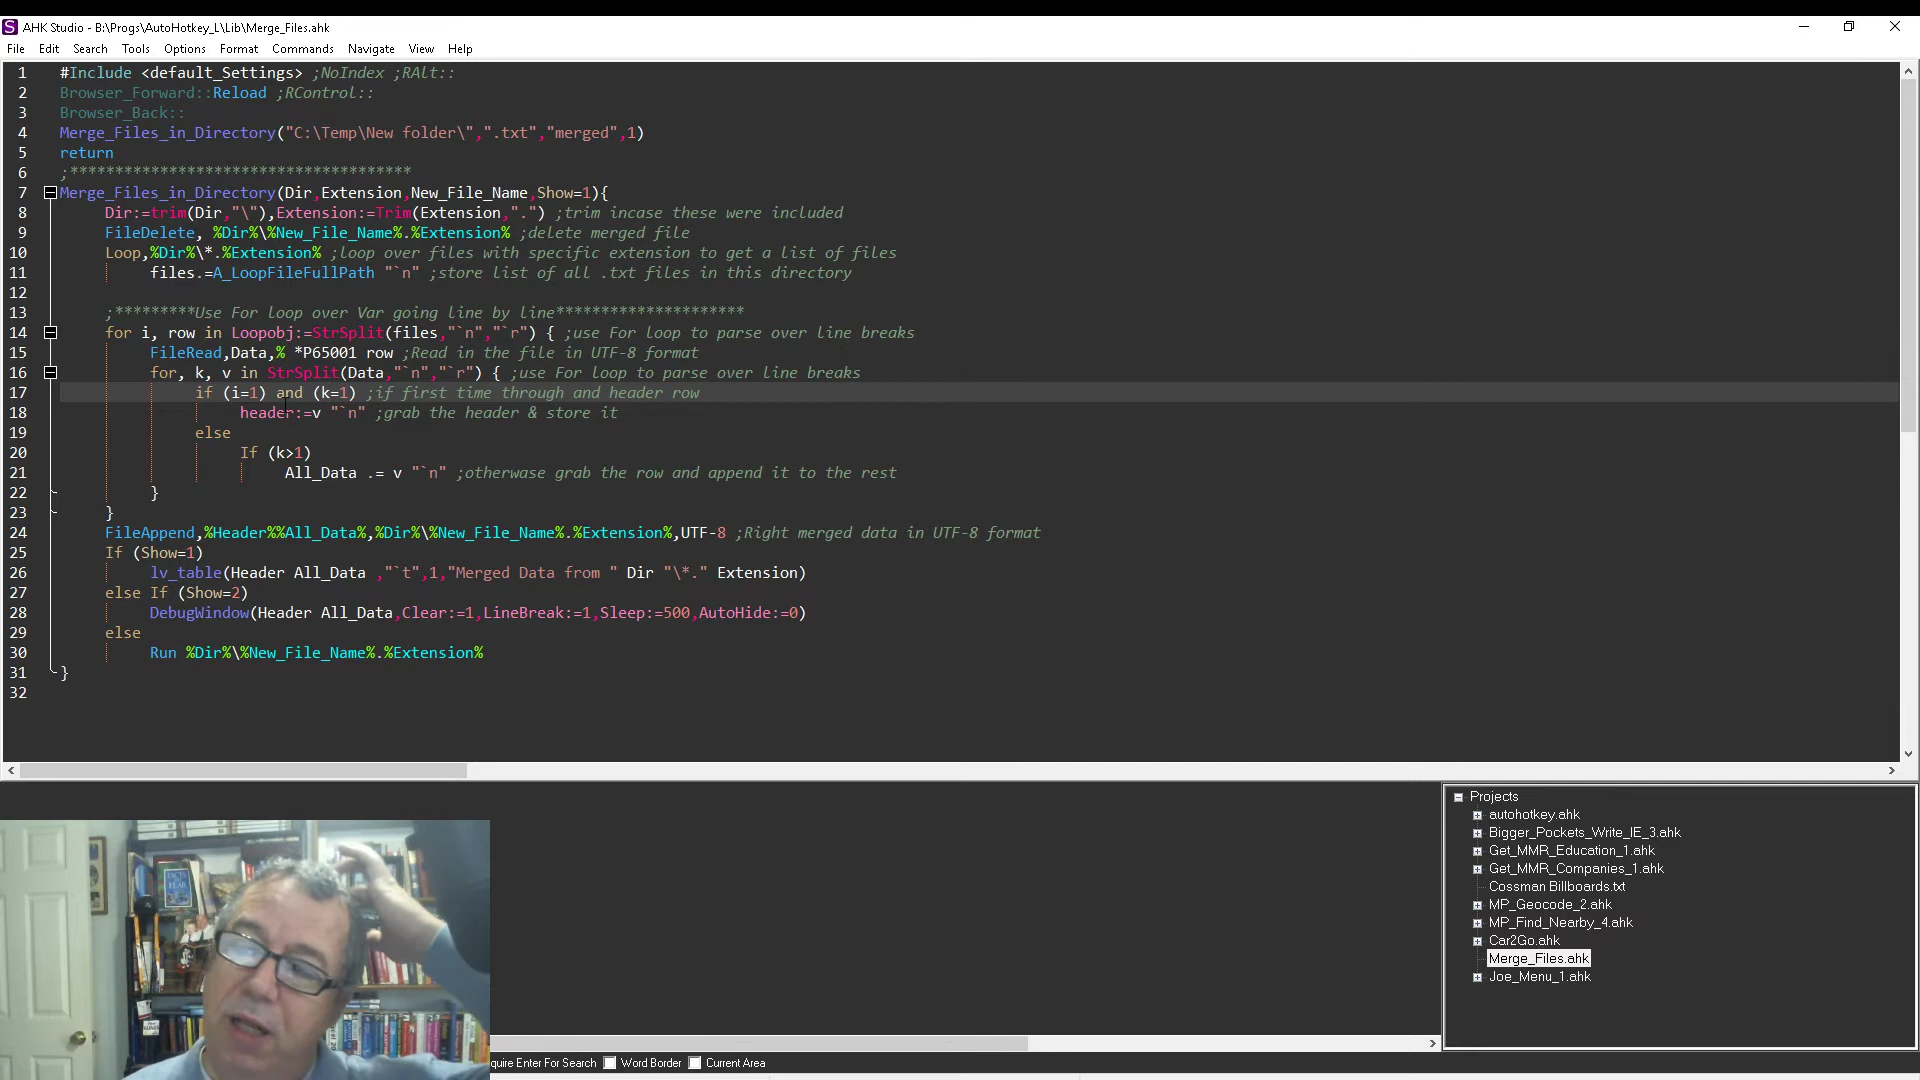 AHK Studio - B:\Progs\AutoHotkey_L\Lib\Merge_Files.ahk
File Edit Search Tools Options Format Commands Navigate View Help
1 #Include <default_Settings> ;NoIndex ;RAlt::
2 Browser_Forward::Reload ;RControl::
3 Browser_Back::
4 Merge_Files_in_Directory("C:\Temp\New folder\",".txt","merged",1)
5 return
6 ;**************************************
7 Merge_Files_in_Directory(Dir,Extension,New_File_Name,Show=1){
8 Dir:=trim(Dir,"\"),Extension:=Trim(Extension,".") ;trim incase these were included
9 FileDelete, %Dir%\%New_File_Name%.%Extension% ;delete merged file
10 Loop,%Dir%\*.%Extension% ;loop over files with specific extension to get a list of files
11 files.=A_LoopFileFullPath "`n" ;store list of all .txt files in this directory
12
13 ;*********Use For loop over Var going line by line*********************
14 for i, row in Loopobj:=StrSplit(files,"`n","`r") { ;use For loop to parse over line breaks
15 FileRead,Data,% *P65001 row ;Read in the file in UTF-8 format
16 for, k, v in StrSplit(Data,"`n","`r") { ;use For loop to parse over line breaks
17 if (i=1) and (k=1) ;if first time through and header row
18 header:=v "`n" ;grab the header & store it
19 else
20 If (k>1)
21 All_Data .= v "`n" ;otherwase grab the row and append it to the rest
22 }
23 }
24 FileAppend,%Header%%All_Data%,%Dir%\%New_File_Name%.%Extension%,UTF-8 ;Right merged data in UTF-8 format
25 If (Show=1)
26 lv_table(Header All_Data ,"`t",1,"Merged Data from " Dir "\*." Extension)
27 else If (Show=2)
28 DebugWindow(Header All_Data,Clear:=1,LineBreak:=1,Sleep:=500,AutoHide:=0)
29 else
30 Run %Dir%\%New_File_Name%.%Extension%
31 }
32
Projects
autohotkey.ahk
Bigger_Pockets_Write_IE_3.ahk
Get_MMR_Education_1.ahk
Get_MMR_Companies_1.ahk
Cossman Billboards.txt
MP_Geocode_2.ahk
MP_Find_Nearby_4.ahk
Car2Go.ahk
Merge_Files.ahk
Joe_Menu_1.ahk
FEAR
quire Enter For Search Word Border Current Area